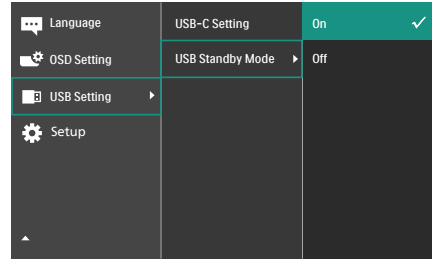 Language
OSD Setting
USB Setting
Setup
USB-C Setting
USB Standby Mode
On
Off